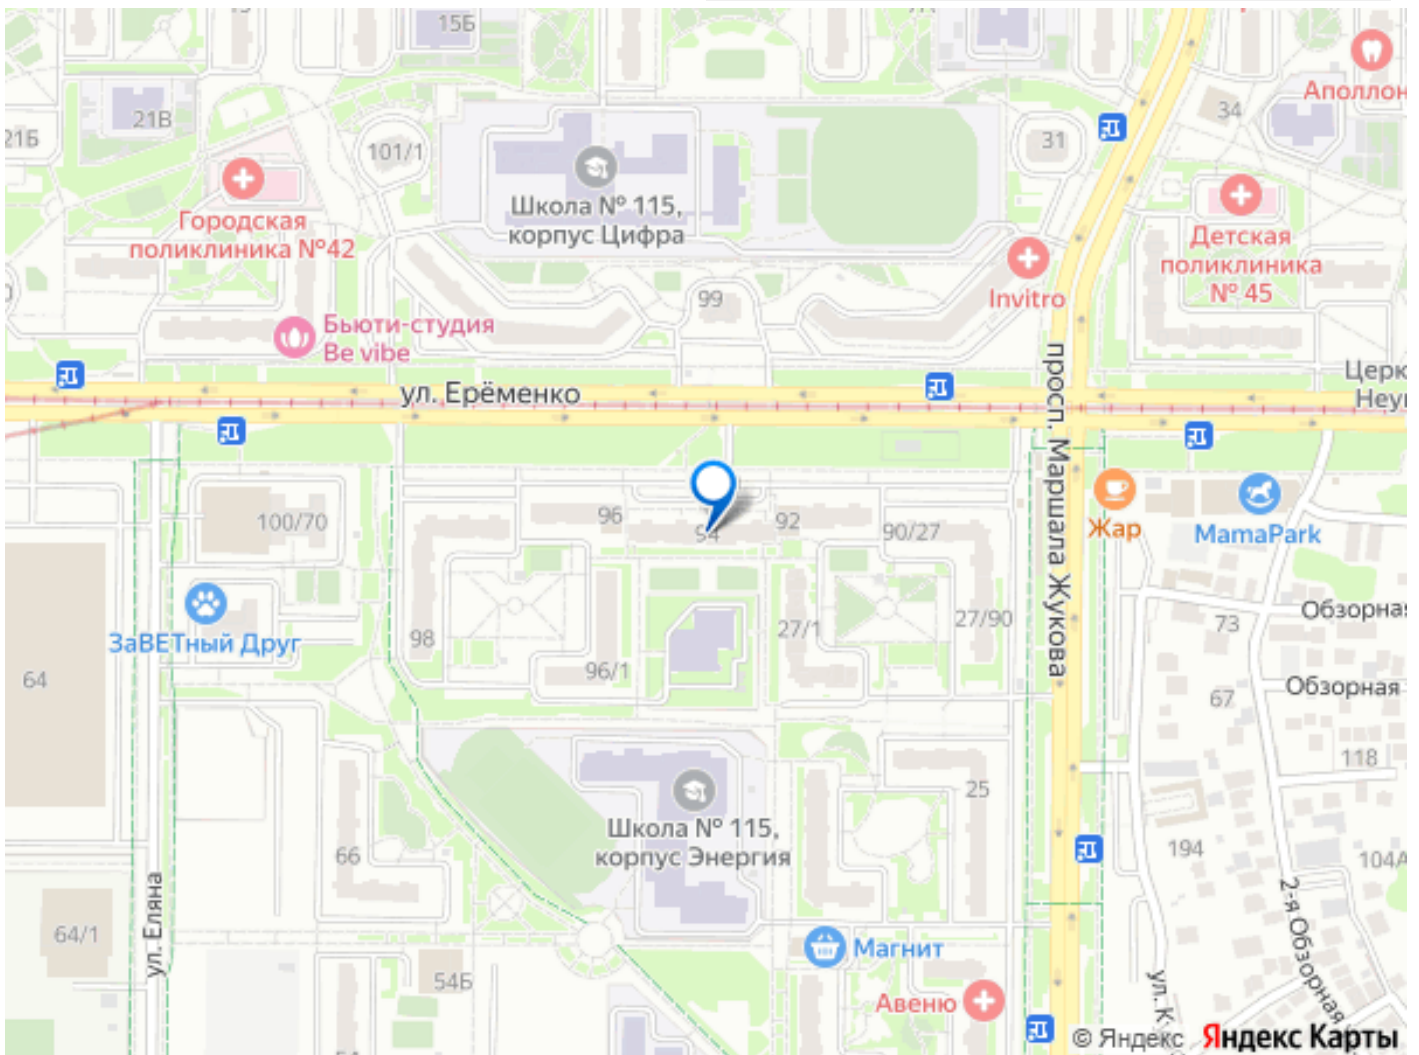 15Б
21В
21Б
101/1
34
31
Аполлон
Школа № 115,
корпус Цифра
Городская
поликлиника №42
Детская
поликлиника
№ 45
Invitro
99
Бьюти-студия
Be vibe
ул. Ерёменко
просп. Маршала Жукова
100/70
96
94
92
90/27
Жар
MamaPark
ЗаВЕТный Друг
98
96/1
27/1
27/90
73
Обзорная
64
67
118
25
Школа № 115,
корпус Энергия
66
194
104А
ул. Еляна
64/1
54Б
Магнит
Авеню
2-я Обзорная
© Яндекс Яндекс Карты